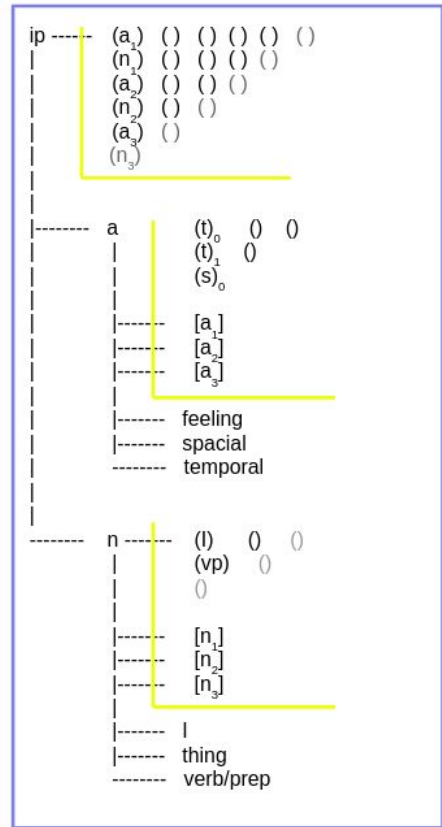 ip ------ (a₁) ( ) ( ) ( ) ( ) ( )
(n₁) ( ) ( ) ( ) ( )
(a₂) ( ) ( ) ( )
(n₂) ( ) ( )
(a₃) ( )
(n₃)
|-------- a (t)₀ () ()
(t)₁ ()
(s)₀
|------- [a₁]
|------- [a₂]
|------- [a₃]
|------- feeling
|------- spacial
-------- temporal
-------- n ------- (I) () ()
(vp) ()
()
|------- [n₁]
|------- [n₂]
|------- [n₃]
|------- I
|------- thing
-------- verb/prep